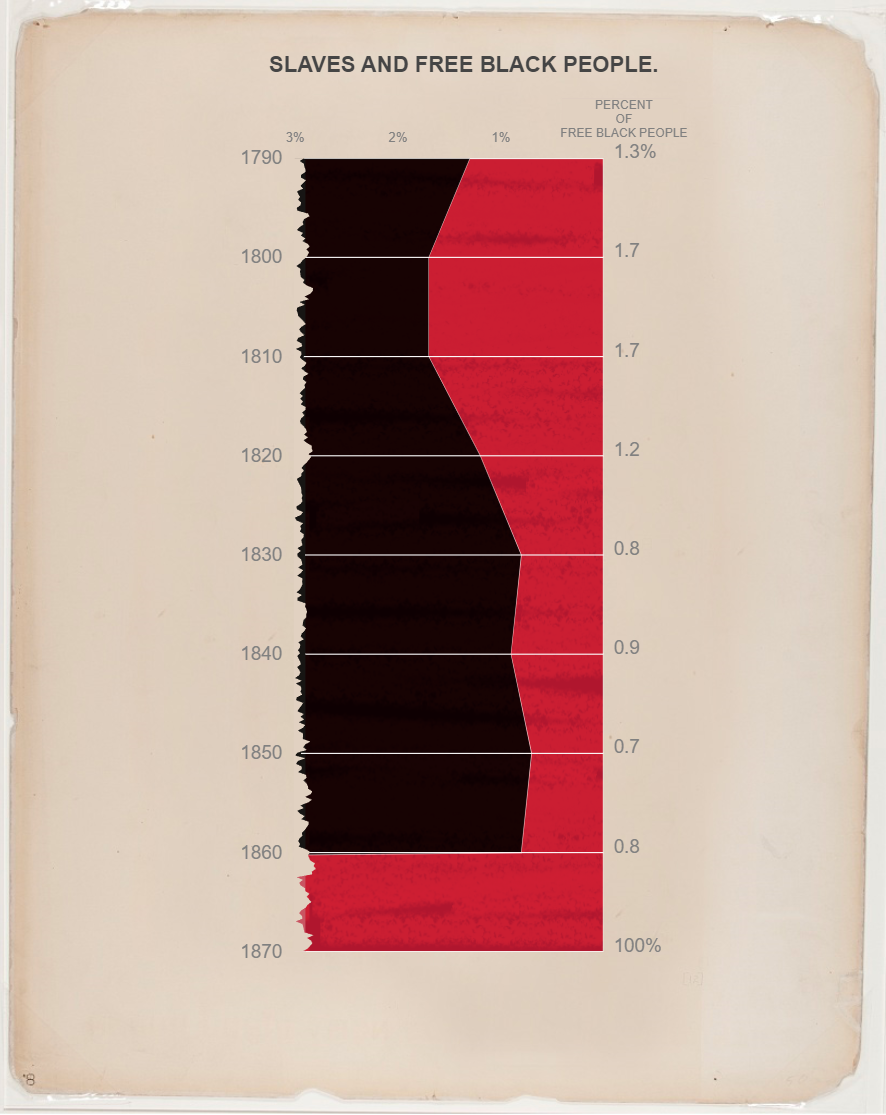 SLAVES AND FREE BLACK PEOPLE.
PERCENT
OF
FREE BLACK PEOPLE
3% 2% 1%
1790 1.3%
1800 1.7
1810 1.7
1820 1.2
1830 0.8
1840 0.9
1850 0.7
1860 0.8
1870 100%